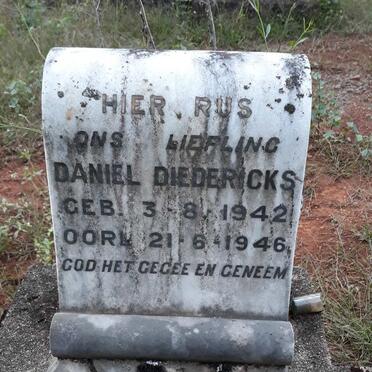 HIER RUS
ONS LIEFLING
DANIEL DIEDERICKS
GEB. 3-8-1942
OORL. 21-6-1946
GOD HET GEGEE EN GENEEM